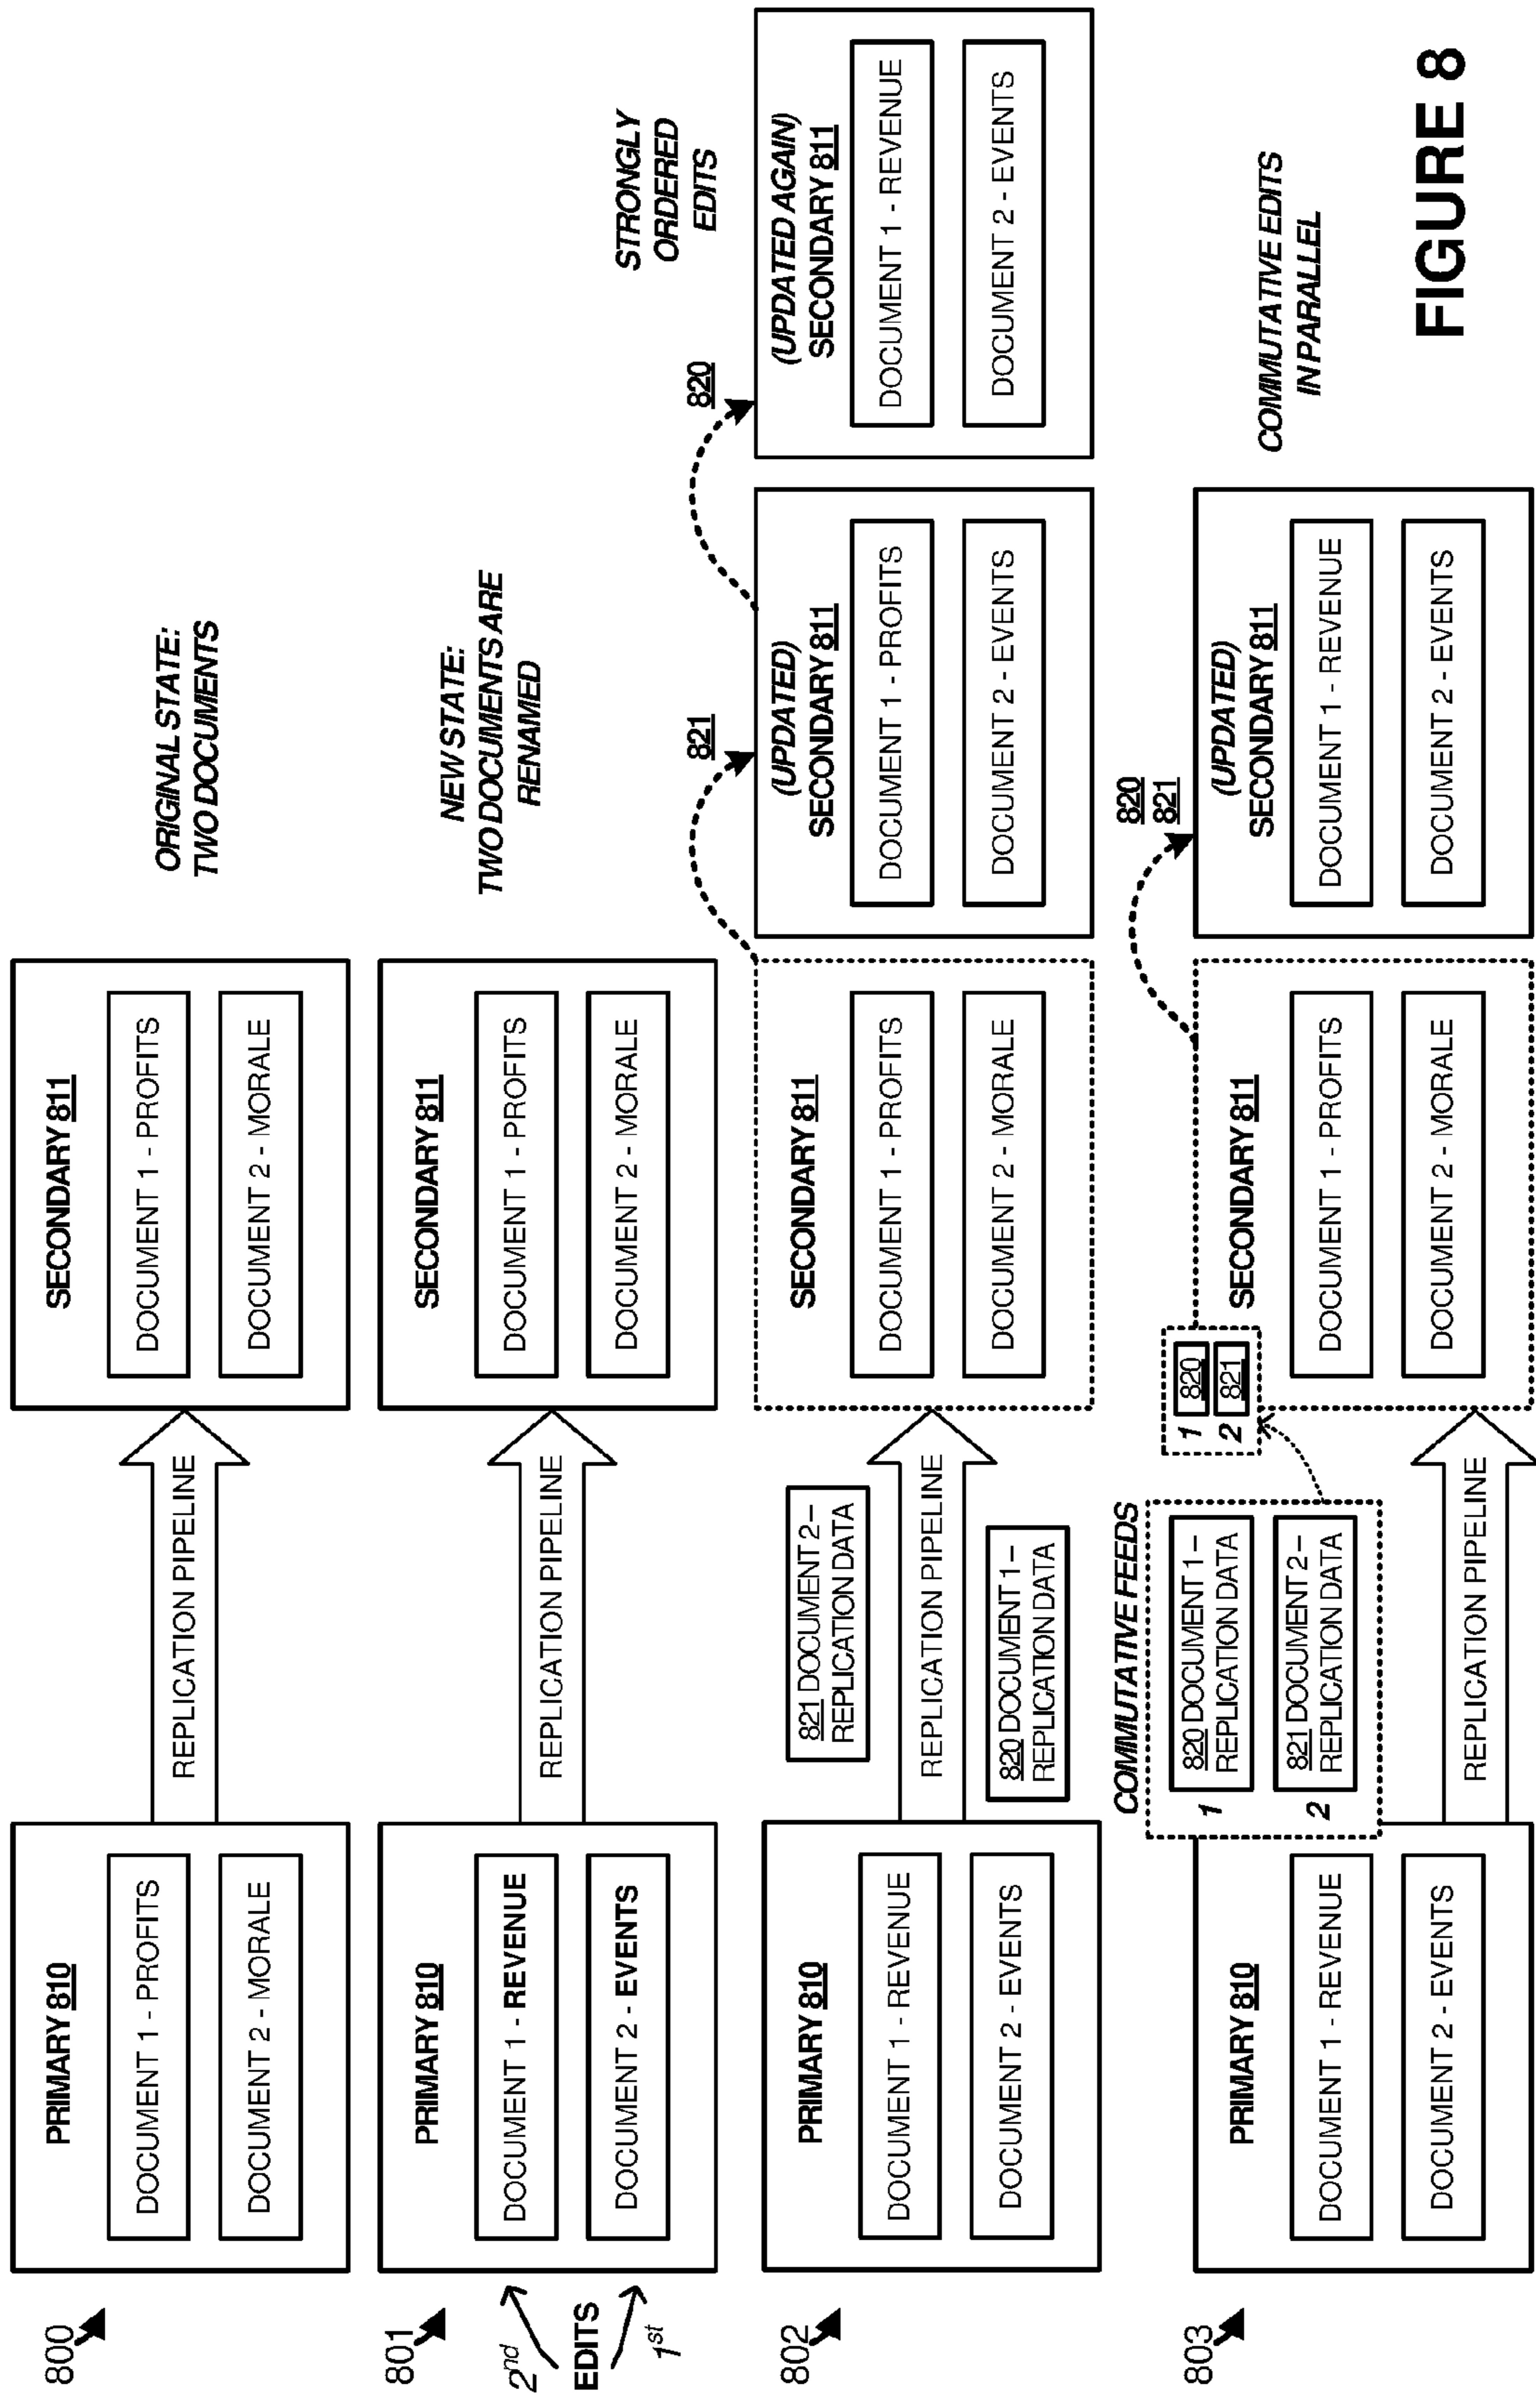 800
PRIMARY 810
DOCUMENT 1 - PROFITS
DOCUMENT 2 - MORALE
REPLICATION PIPELINE
SECONDARY 811
DOCUMENT 1 - PROFITS
DOCUMENT 2 - MORALE
ORIGINAL STATE:
TWO DOCUMENTS
801
2nd
EDITS
1st
PRIMARY 810
DOCUMENT 1 - REVENUE
DOCUMENT 2 - EVENTS
REPLICATION PIPELINE
SECONDARY 811
DOCUMENT 1 - PROFITS
DOCUMENT 2 - MORALE
NEW STATE:
TWO DOCUMENTS ARE
RENAMED
802
PRIMARY 810
DOCUMENT 1 - REVENUE
DOCUMENT 2 - EVENTS
821 DOCUMENT 2 –
REPLICATION DATA
REPLICATION PIPELINE
820 DOCUMENT 1 –
REPLICATION DATA
SECONDARY 811
DOCUMENT 1 - PROFITS
DOCUMENT 2 - MORALE
821
(UPDATED)
SECONDARY 811
DOCUMENT 1 - PROFITS
DOCUMENT 2 - EVENTS
820
(UPDATED AGAIN)
SECONDARY 811
DOCUMENT 1 - REVENUE
DOCUMENT 2 - EVENTS
STRONGLY
ORDERED
EDITS
803
PRIMARY 810
DOCUMENT 1 - REVENUE
DOCUMENT 2 - EVENTS
COMMUTATIVE FEEDS
1 820 DOCUMENT 1 –
REPLICATION DATA
2 821 DOCUMENT 2 –
REPLICATION DATA
REPLICATION PIPELINE
1 820
2 821
SECONDARY 811
DOCUMENT 1 - PROFITS
DOCUMENT 2 - MORALE
820
821
(UPDATED)
SECONDARY 811
DOCUMENT 1 - REVENUE
DOCUMENT 2 - EVENTS
COMMUTATIVE EDITS
IN PARALLEL
FIGURE 8